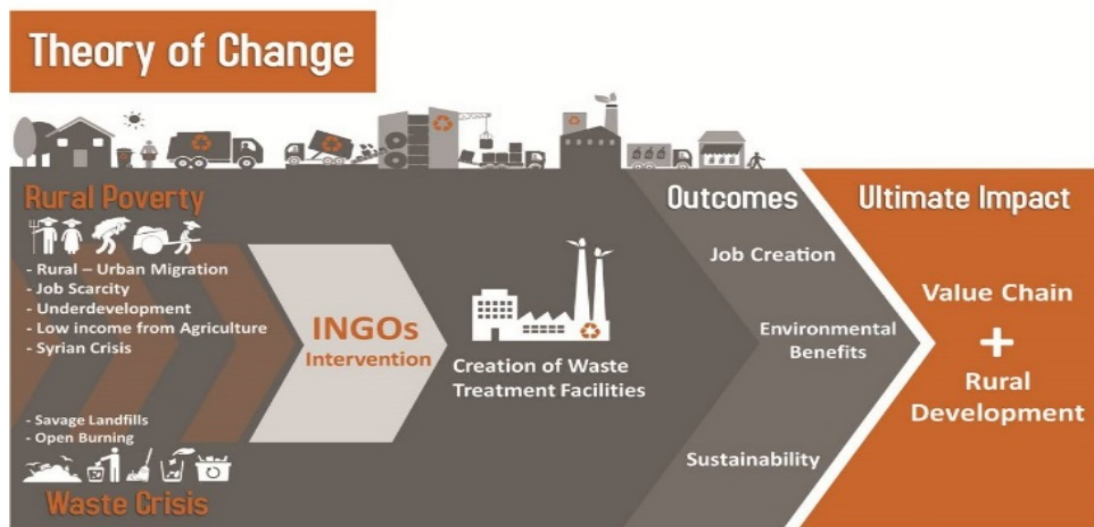 Theory of Change
Rural Poverty
- Rural – Urban Migration
- Job Scarcity
- Underdevelopment
- Low income from Agriculture
- Syrian Crisis
- Savage Landfills
- Open Burning
Waste Crisis
INGOs
Intervention
Creation of Waste
Treatment Facilities
Outcomes
Job Creation
Environmental
Benefits
Sustainability
Ultimate Impact
Value Chain
+
Rural
Development